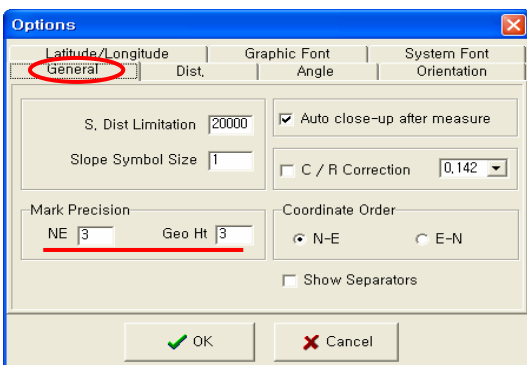 Options
Latitude/Longitude Graphic Font System Font
General Dist. Angle Orientation
S. Dist Limitation 20000
Auto close-up after measure
Slope Symbol Size 1
C / R Correction 0.142
Mark Precision
NE 3 Geo Ht 3
Coordinate Order
N-E E-N
Show Separators
OK Cancel